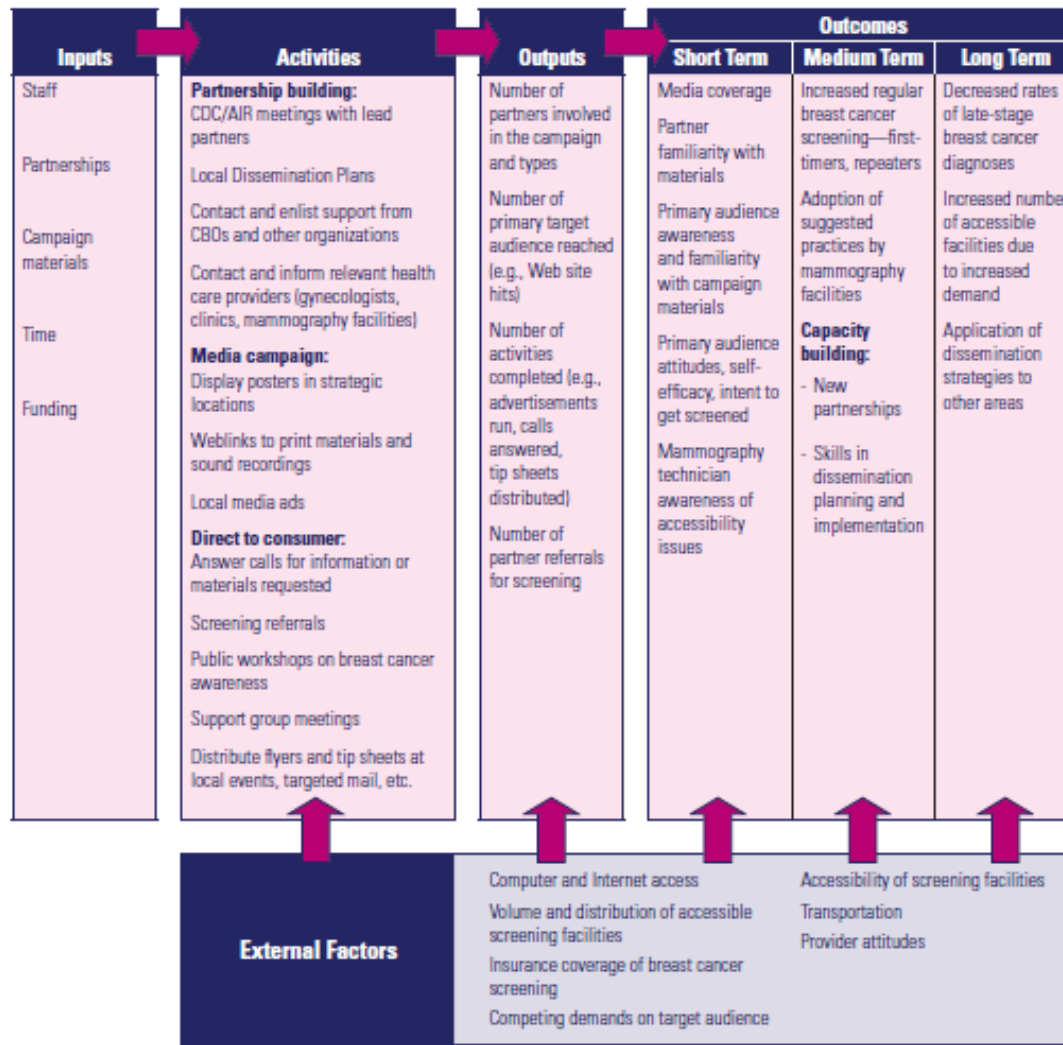 Inputs
Staff
Partnerships
Campaign
materials
Time
Funding
Activities
Partnership building:
CDC/AIR meetings with lead
partners
Local Dissemination Plans
Contact and enlist support from
CBOs and other organizations
Contact and inform relevant health
care providers (gynecologists,
clinics, mammography facilities)
Media campaign:
Display posters in strategic
locations
Weblinks to print materials and
sound recordings
Local media ads
Direct to consumer:
Answer calls for information or
materials requested
Screening referrals
Public workshops on breast cancer
awareness
Support group meetings
Distribute flyers and tip sheets at
local events, targeted mail, etc.
Outputs
Number of
partners involved
in the campaign
and types
Number of
primary target
audience reached
(e.g., Web site
hits)
Number of
activities
completed (e.g.,
advertisements
run, calls
answered,
tip sheets
distributed)
Number of
partner referrals
for screening
Outcomes
Short Term
Media coverage
Partner
familiarity with
materials
Primary audience
awareness
and familiarity
with campaign
materials
Primary audience
attitudes, self-
efficacy, intent to
get screened
Mammography
technician
awareness of
accessibility
issues
Medium Term
Increased regular
breast cancer
screening—first-
timers, repeaters
Adoption of
suggested
practices by
mammography
facilities
Capacity
building:
- New
partnerships
- Skills in
dissemination
planning and
implementation
Long Term
Decreased rates
of late-stage
breast cancer
diagnoses
Increased numbe
of accessible
facilities due
to increased
demand
Application of
dissemination
strategies to
other areas
External Factors
Computer and Internet access
Volume and distribution of accessible
screening facilities
Insurance coverage of breast cancer
screening
Competing demands on target audience
Accessibility of screening facilities
Transportation
Provider attitudes